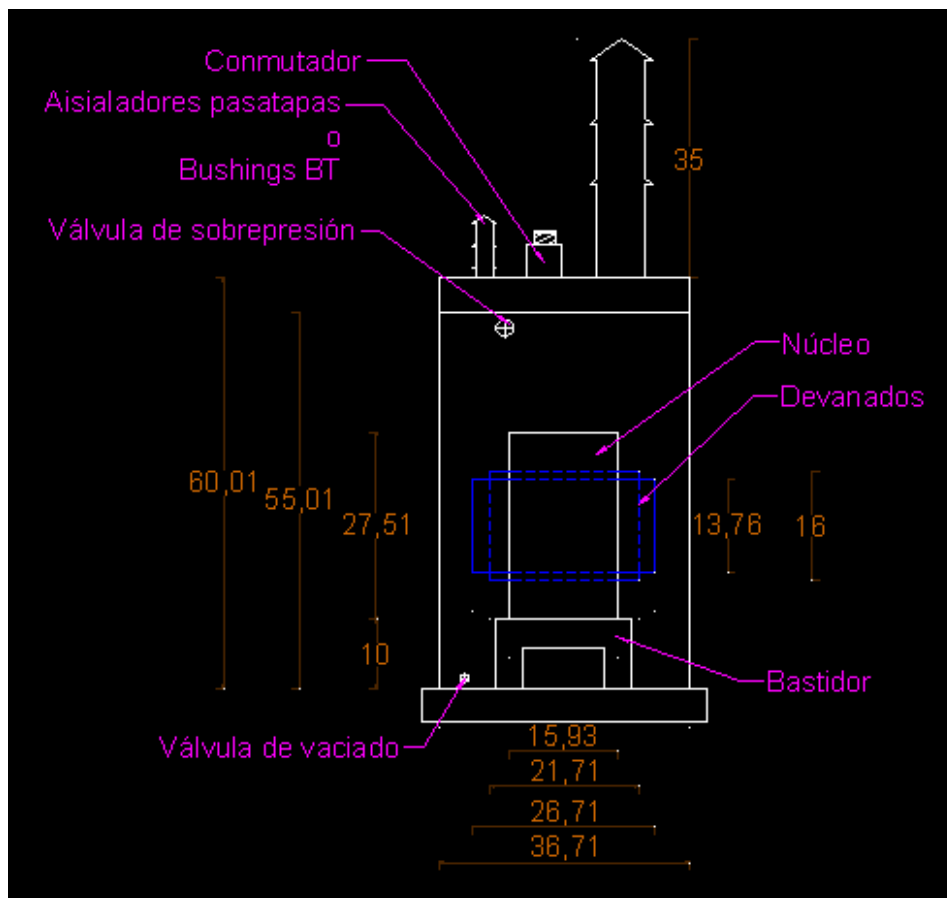 Conmutador
Aisialadores pasatapas
o
Bushings BT
35
Válvula de sobrepresión
Núcleo
Devanados
60,01
55,01
27,51
13,76
16
10
Bastidor
Válvula de vaciado
15,93
21,71
26,71
36,71